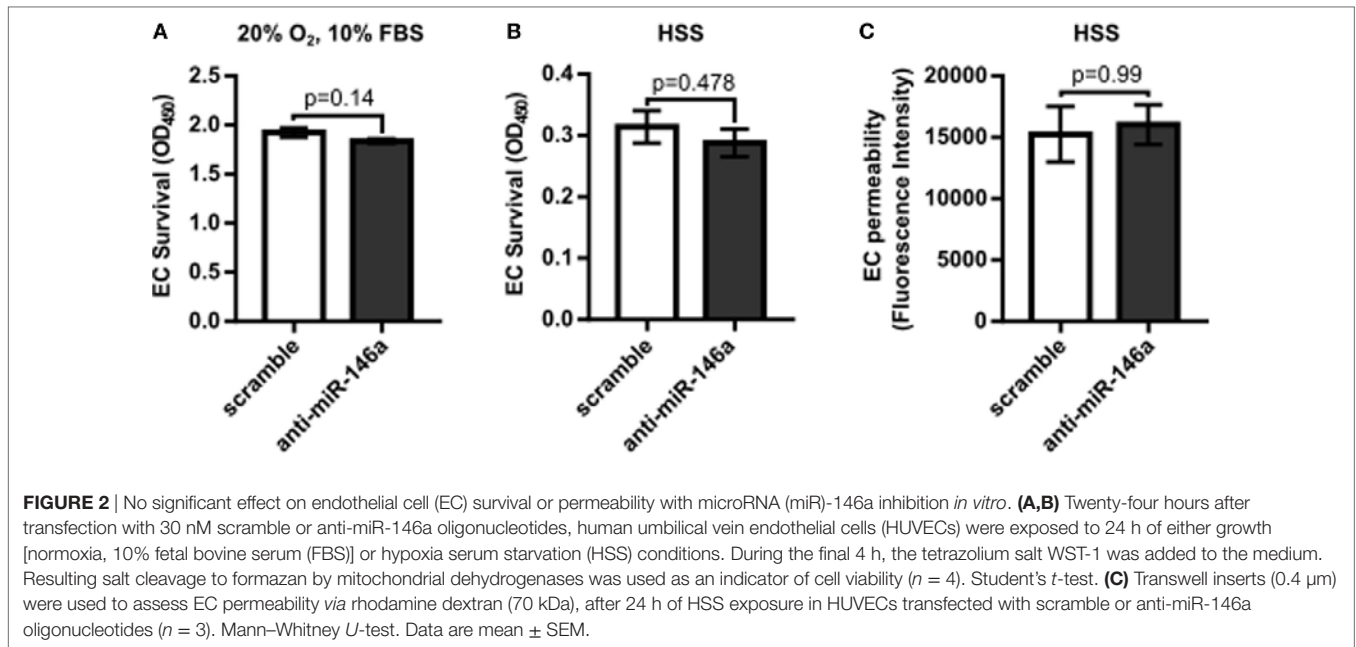 A 20% O₂, 10% FBS
EC Survival (OD₄₅₀)
2.5
2.0
1.5
1.0
0.5
0.0
p=0.14
scramble
anti-miR-146a
B HSS
EC Survival (OD₄₅₀)
0.4
0.3
0.2
0.1
0.0
p=0.478
scramble
anti-miR-146a
C HSS
EC permeability
(Fluorescence Intensity)
20000
15000
10000
5000
0
p=0.99
scramble
anti-miR-146a
FIGURE 2 | No significant effect on endothelial cell (EC) survival or permeability with microRNA (miR)-146a inhibition in vitro. (A,B) Twenty-four hours after
transfection with 30 nM scramble or anti-miR-146a oligonucleotides, human umbilical vein endothelial cells (HUVECs) were exposed to 24 h of either growth
[normoxia, 10% fetal bovine serum (FBS)] or hypoxia serum starvation (HSS) conditions. During the final 4 h, the tetrazolium salt WST-1 was added to the medium.
Resulting salt cleavage to formazan by mitochondrial dehydrogenases was used as an indicator of cell viability (n = 4). Student's t-test. (C) Transwell inserts (0.4 µm)
were used to assess EC permeability via rhodamine dextran (70 kDa), after 24 h of HSS exposure in HUVECs transfected with scramble or anti-miR-146a
oligonucleotides (n = 3). Mann–Whitney U-test. Data are mean ± SEM.